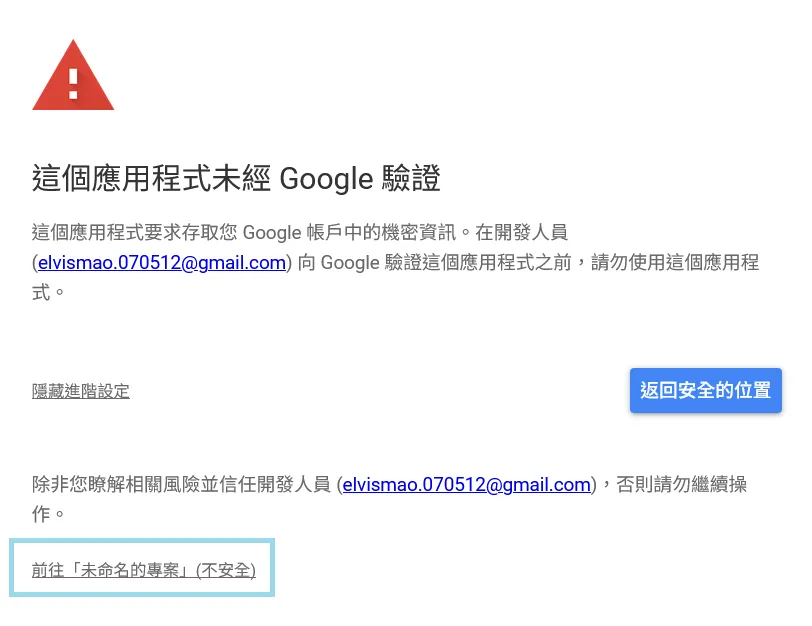 這個應用程式未經 Google 驗證
這個應用程式要求存取您 Google 帳戶中的機密資訊。在開發人員
(elvismao.070512@gmail.com) 向 Google 驗證這個應用程式之前，請勿使用這個應用程
式。
隱藏進階設定
返回安全的位置
除非您瞭解相關風險並信任開發人員 (elvismao.070512@gmail.com)，否則請勿繼續操
作。
前往「未命名的專案」(不安全)